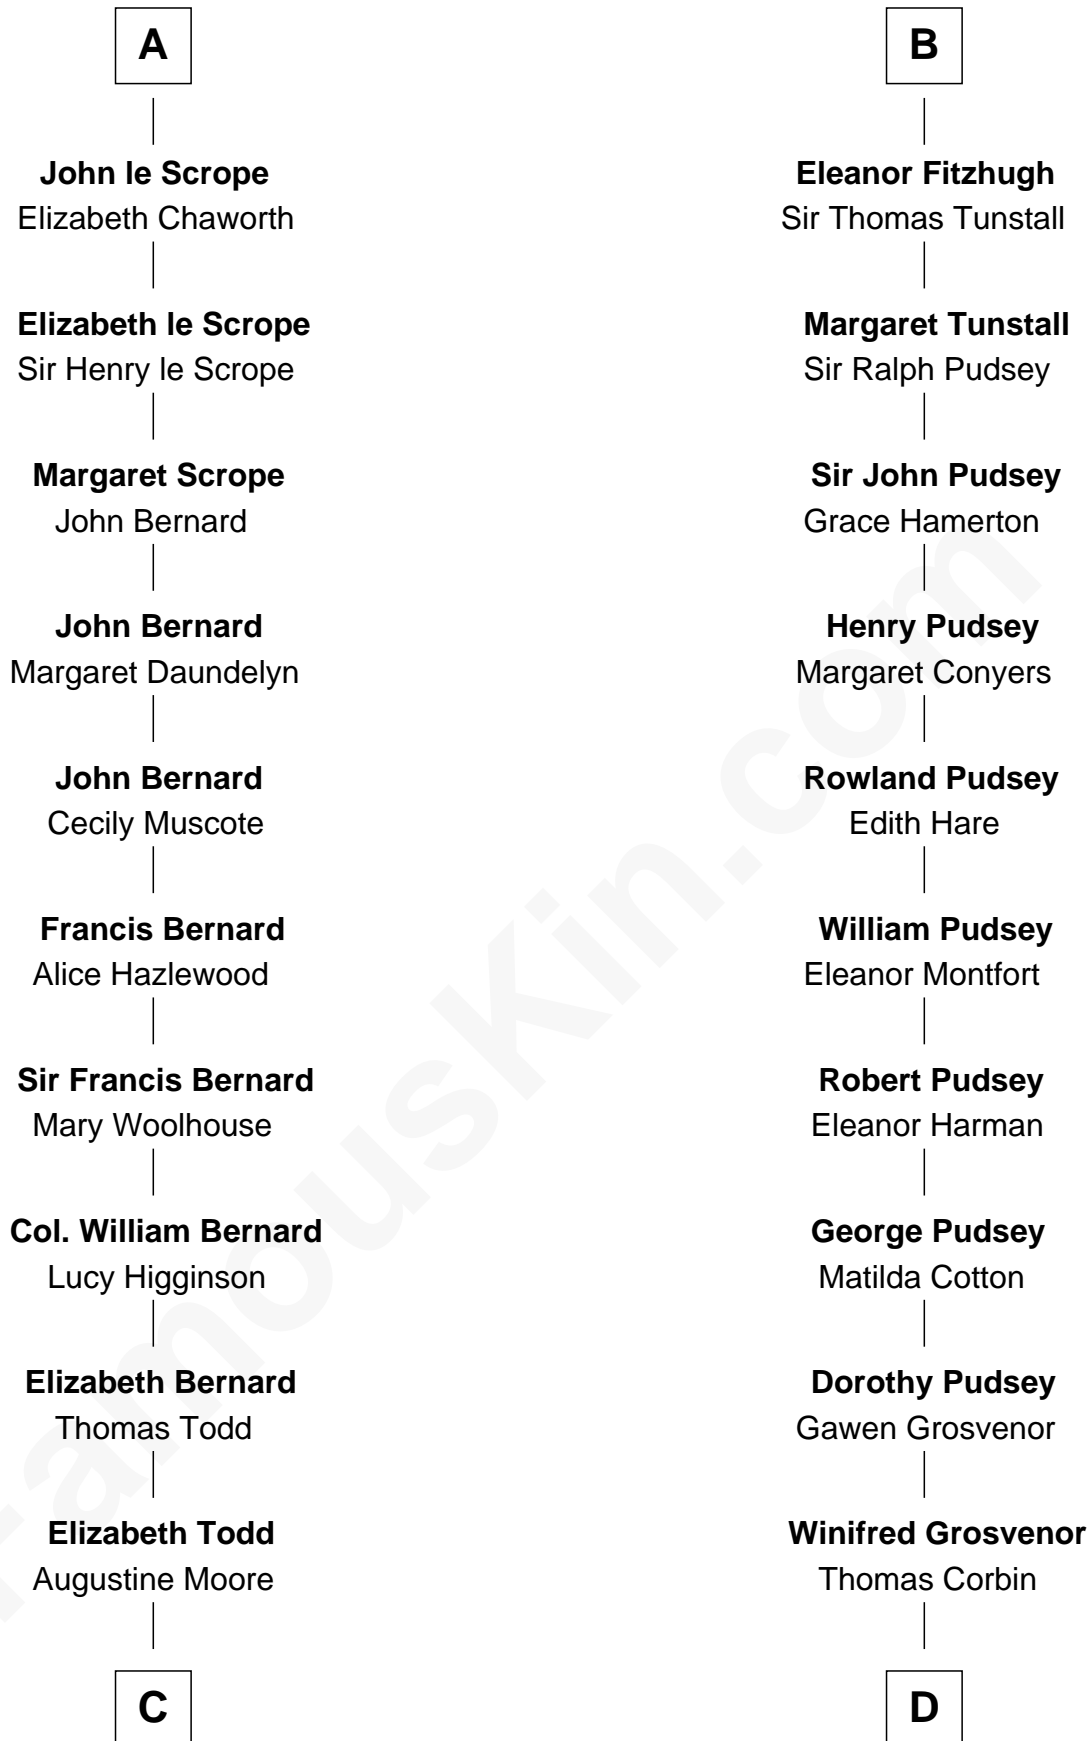 A
John le Scrope
Elizabeth Chaworth
Elizabeth le Scrope
Sir Henry le Scrope
Margaret Scrope
John Bernard
John Bernard
Margaret Daundelyn
John Bernard
Cecily Muscote
Francis Bernard
Alice Hazlewood
Sir Francis Bernard
Mary Woolhouse
Col. William Bernard
Lucy Higginson
Elizabeth Bernard
Thomas Todd
Elizabeth Todd
Augustine Moore
C
B
Eleanor Fitzhugh
Sir Thomas Tunstall
Margaret Tunstall
Sir Ralph Pudsey
Sir John Pudsey
Grace Hamerton
Henry Pudsey
Margaret Conyers
Rowland Pudsey
Edith Hare
William Pudsey
Eleanor Montfort
Robert Pudsey
Eleanor Harman
George Pudsey
Matilda Cotton
Dorothy Pudsey
Gawen Grosvenor
Winifred Grosvenor
Thomas Corbin
D
FamousKin.com